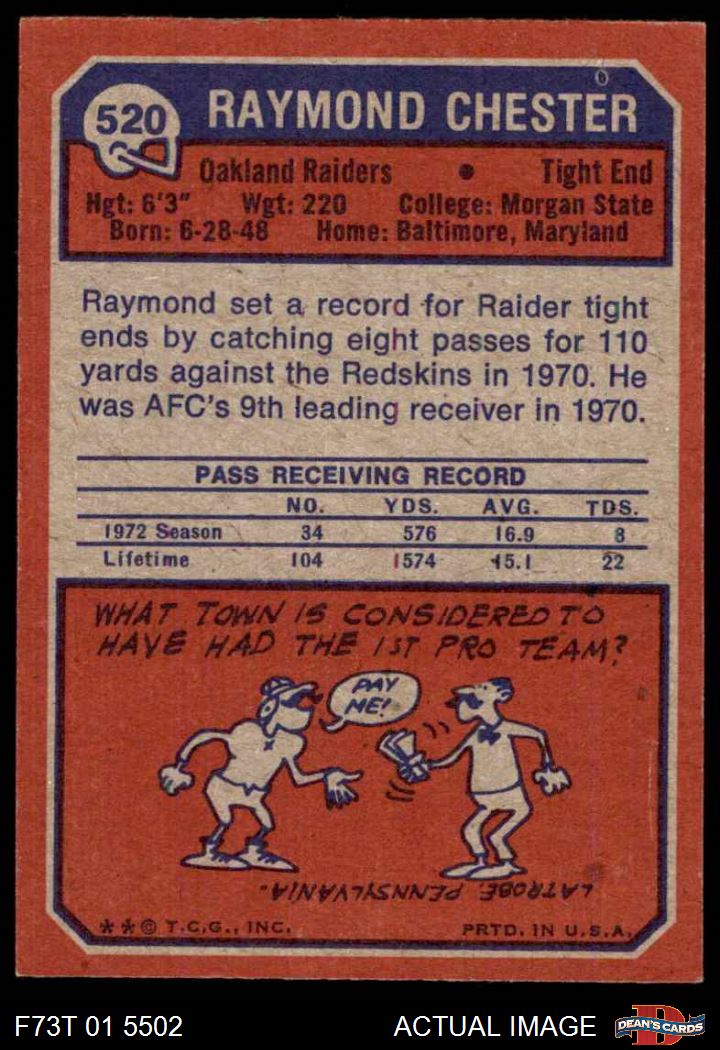 520
RAYMOND CHESTER
Oakland Raiders • Tight End
Hgt: 6'3" Wgt: 220 College: Morgan State
Born: 6-28-48 Home: Baltimore, Maryland
Raymond set a record for Raider tight
ends by catching eight passes for 110
yards against the Redskins in 1970. He
was AFC's 9th leading receiver in 1970.
PASS RECEIVING RECORD
NO. YDS. AVG. TDS.
1972 Season 34 576 16.9 8
Lifetime 104 1574 15.1 22
WHAT TOWN IS CONSIDERED TO
HAVE HAD THE 1ST PRO TEAM?
PAY
ME!
LATROBE, PENNSYLVANIA.
** © T.C.G., INC. PRTD. IN U.S.A.
F73T 01 5502 ACTUAL IMAGE
D
DEAN'S CARDS